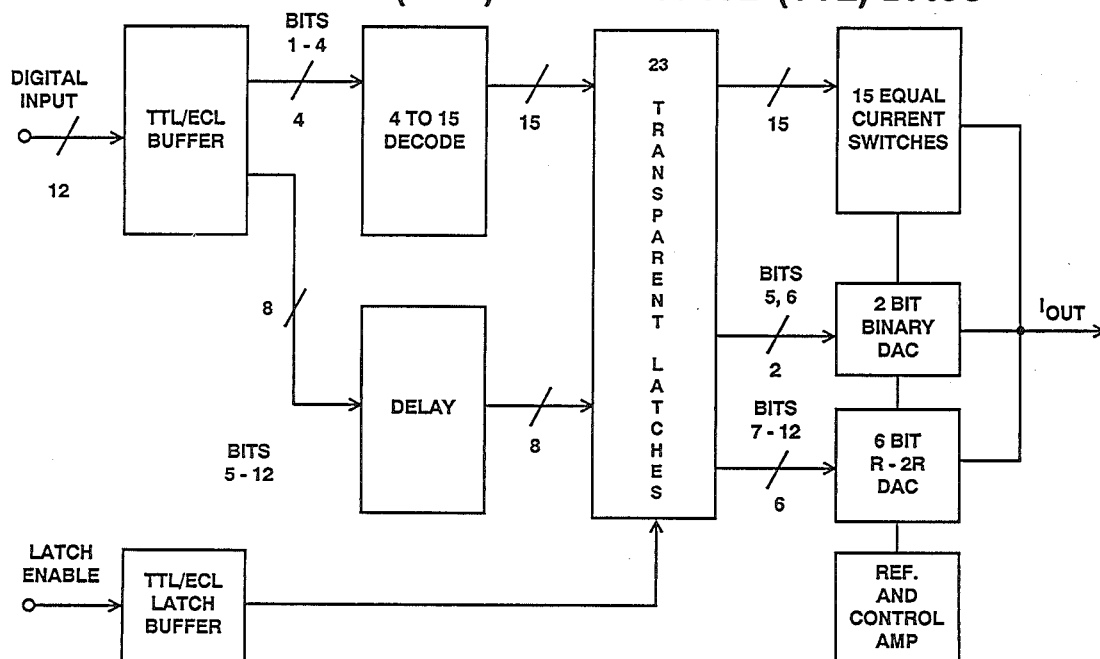 BITS
1 - 4
DIGITAL
INPUT
12
TTL/ECL
BUFFER
4
4 TO 15
DECODE
15
23
TRANSPARENT
LATCHES
15
15 EQUAL
CURRENT
SWITCHES
8
BITS
5 - 12
DELAY
8
BITS
5, 6
2
2 BIT
BINARY
DAC
IOUT
BITS
7 - 12
6
6 BIT
R - 2R
DAC
LATCH
ENABLE
TTL/ECL
LATCH
BUFFER
REF.
AND
CONTROL
AMP